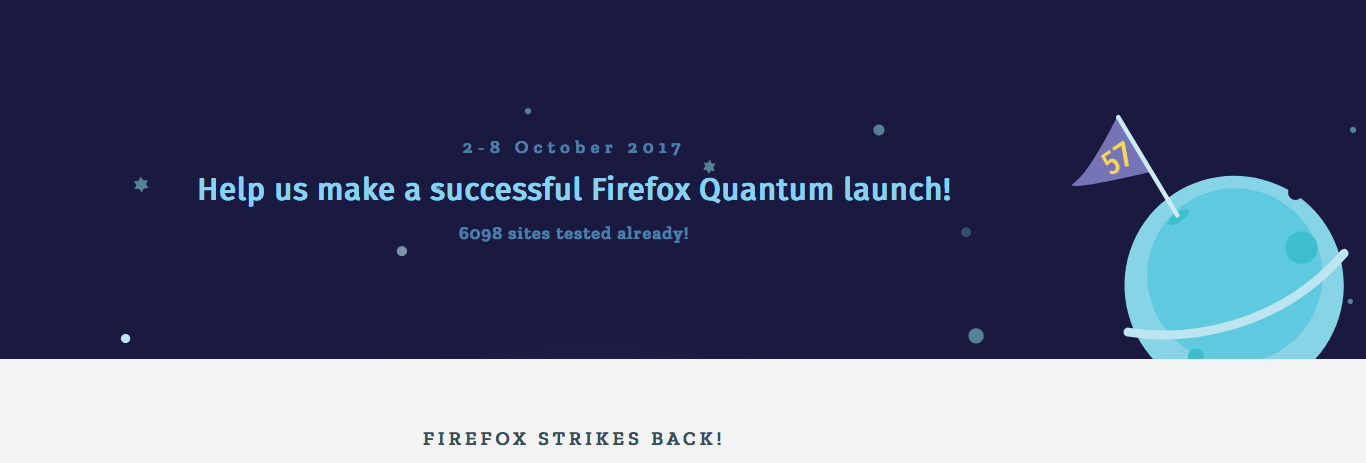 2-8 October 2017
Help us make a successful Firefox Quantum launch!
6098 sites tested already!
57
FIREFOX STRIKES BACK!